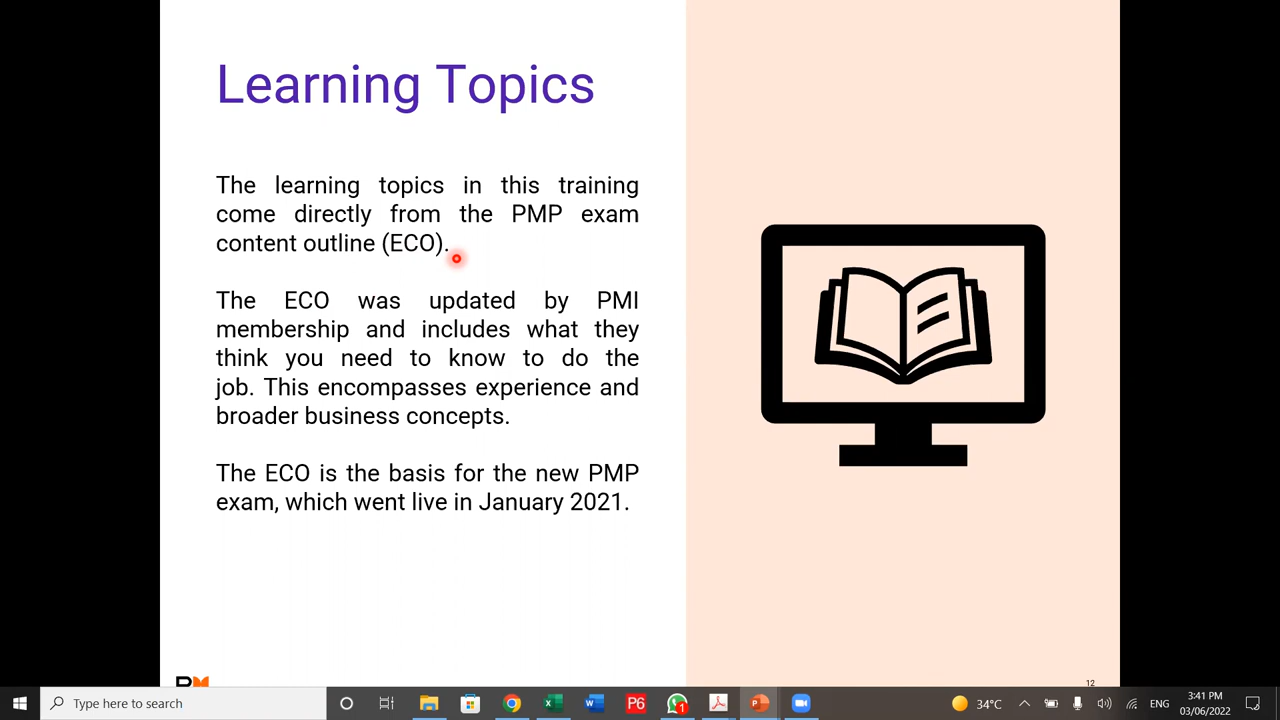 Learning Topics
The learning topics in this training
come directly from the PMP exam
content outline (ECO).
The ECO was updated by PMI
membership and includes what they
think you need to know to do the
job. This encompasses experience and
broader business concepts.
The ECO is the basis for the new PMP
exam, which went live in January 2021.
12
Type here to search
P6
1
34°C
ENG
3:41 PM
03/06/2022